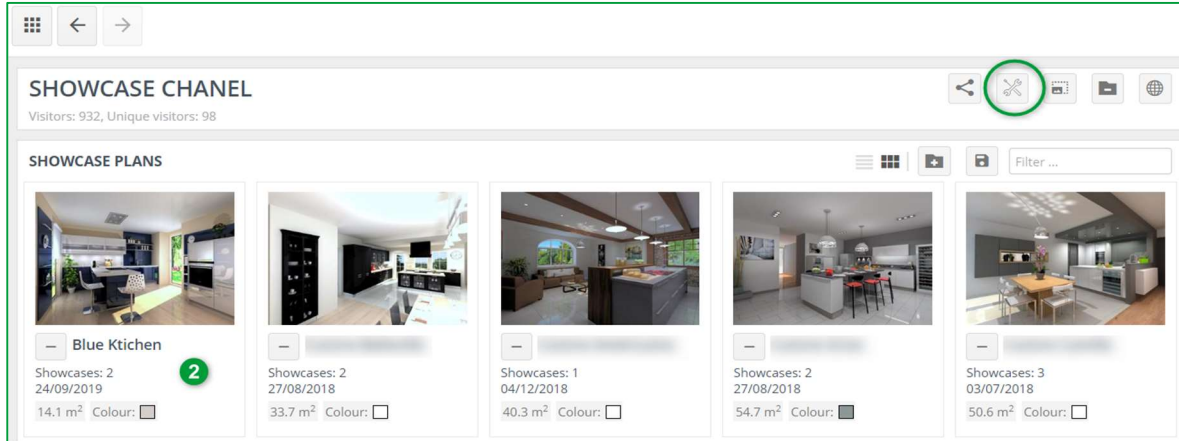 SHOWCASE CHANEL
Visitors: 932, Unique visitors: 98
SHOWCASE PLANS
Filter ...
Blue Ktichen
Showcases: 2
24/09/2019
2
14.1 m² Colour:
Showcases: 2
27/08/2018
33.7 m² Colour:
Showcases: 1
04/12/2018
40.3 m² Colour:
Showcases: 2
27/08/2018
54.7 m² Colour:
Showcases: 3
03/07/2018
50.6 m² Colour: